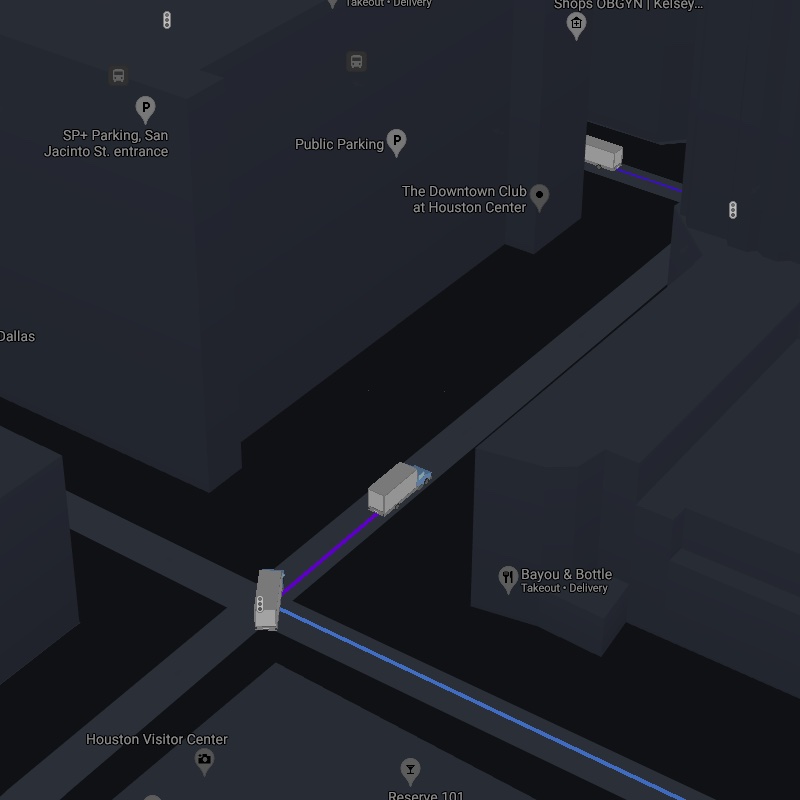 Takeout • Delivery
Shops OBGYN | Kelsey...
P
SP+ Parking, San
Jacinto St. entrance
Public Parking
P
The Downtown Club
at Houston Center
Dallas
Bayou & Bottle
Takeout • Delivery
Houston Visitor Center
Reserve 101